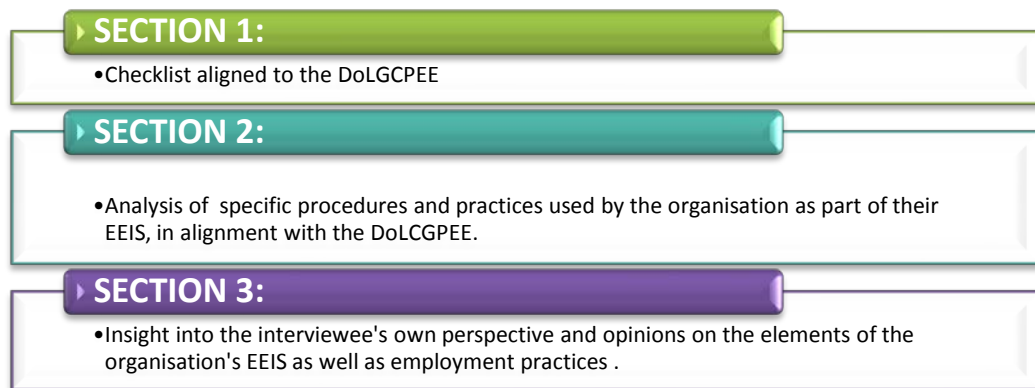 SECTION 1:
•Checklist aligned to the DoLGCPEE
SECTION 2:
•Analysis of specific procedures and practices used by the organisation as part of their
EEIS, in alignment with the DoLCGPEE.
SECTION 3:
•Insight into the interviewee's own perspective and opinions on the elements of the
organisation's EEIS as well as employment practices .